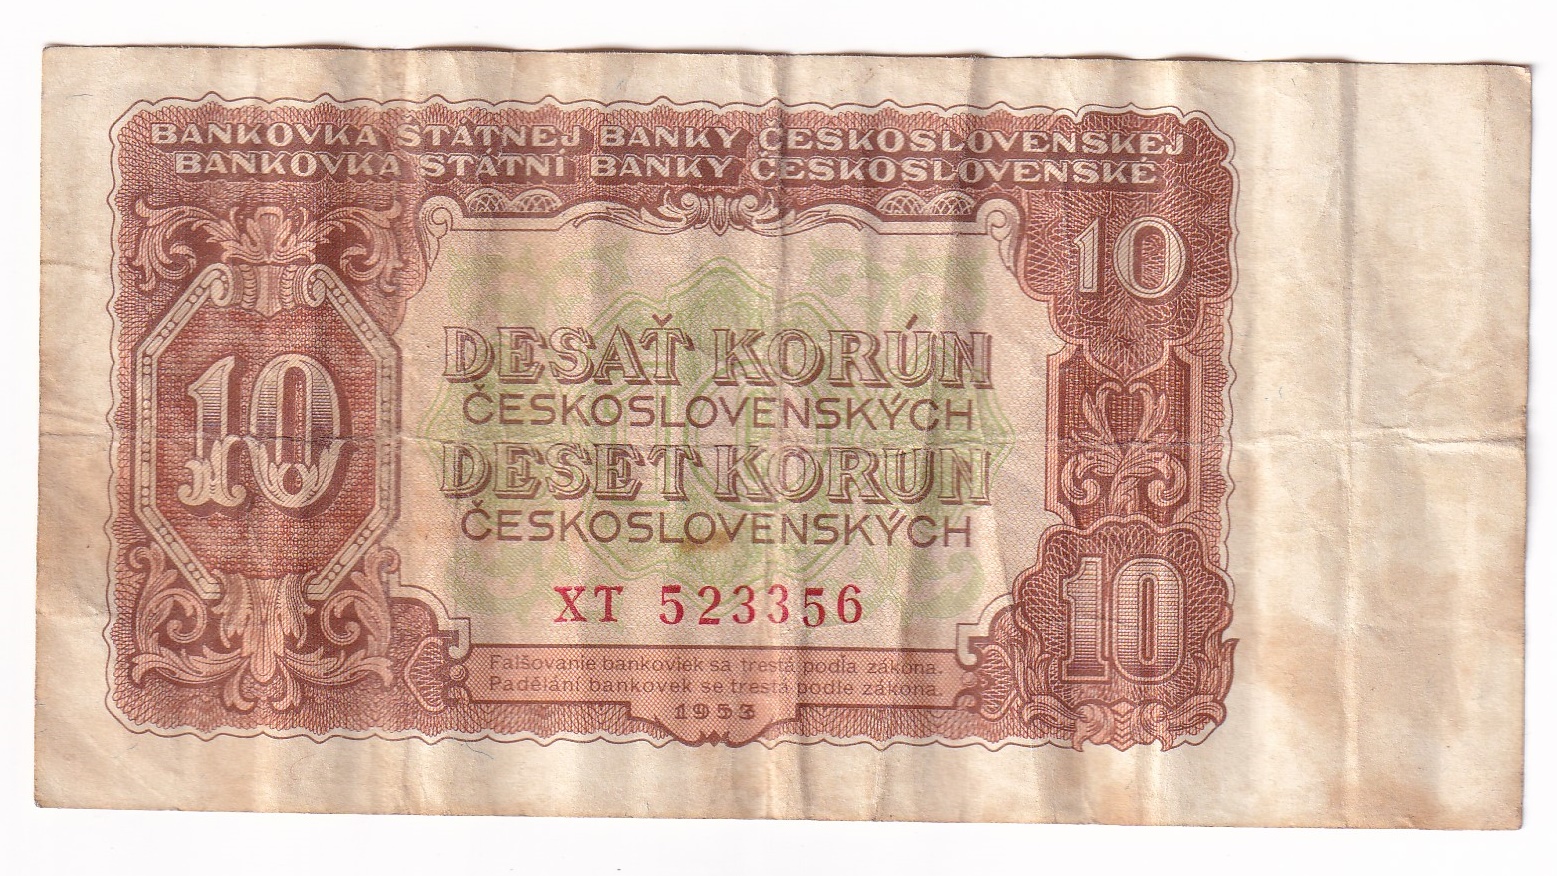 BANKOVKA ŠTÁTNEJ BANKY ČESKOSLOVENSKEJ
BANKOVKA STÁTNÍ BANKY ČESKOSLOVENSKÉ
10
10
DESAŤ KORÚN
ČESKOSLOVENSKÝCH
DESET KORUN
ČESKOSLOVENSKÝCH
10
XT 523356
Falšovanie bankoviek sa trestá podľa zákona.
Padělání bankovek se trestá podle zákona.
1953